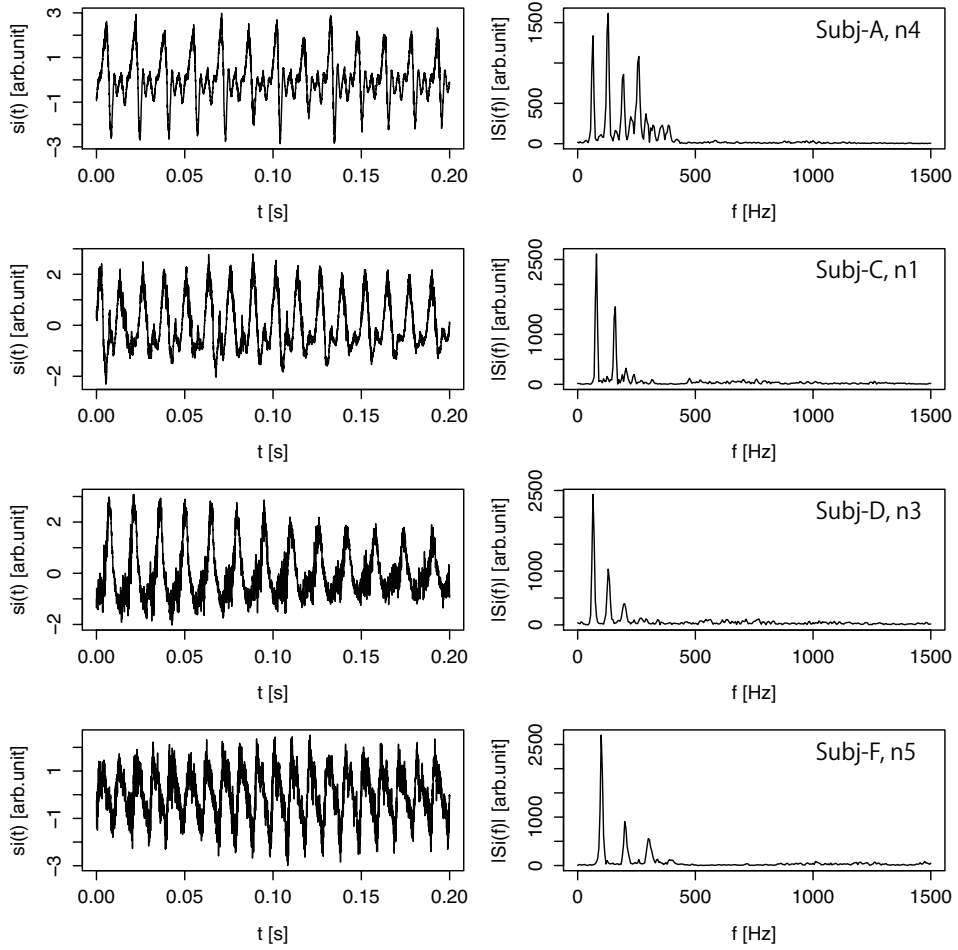 si(t) [arb.unit]
3
1
−1
−3
0.00 0.05 0.10 0.15 0.20
t [s]
|Si(f)| [arb.unit]
1500
500
0
Subj-A, n4
0 500 1000 1500
f [Hz]
si(t) [arb.unit]
2
0
−2
0.00 0.05 0.10 0.15 0.20
t [s]
|Si(f)| [arb.unit]
2500
1000
0
Subj-C, n1
0 500 1000 1500
f [Hz]
si(t) [arb.unit]
2
0
−2
0.00 0.05 0.10 0.15 0.20
t [s]
|Si(f)| [arb.unit]
2500
1000
0
Subj-D, n3
0 500 1000 1500
f [Hz]
si(t) [arb.unit]
1
−1
−3
0.00 0.05 0.10 0.15 0.20
t [s]
|Si(f)| [arb.unit]
2500
1000
0
Subj-F, n5
0 500 1000 1500
f [Hz]